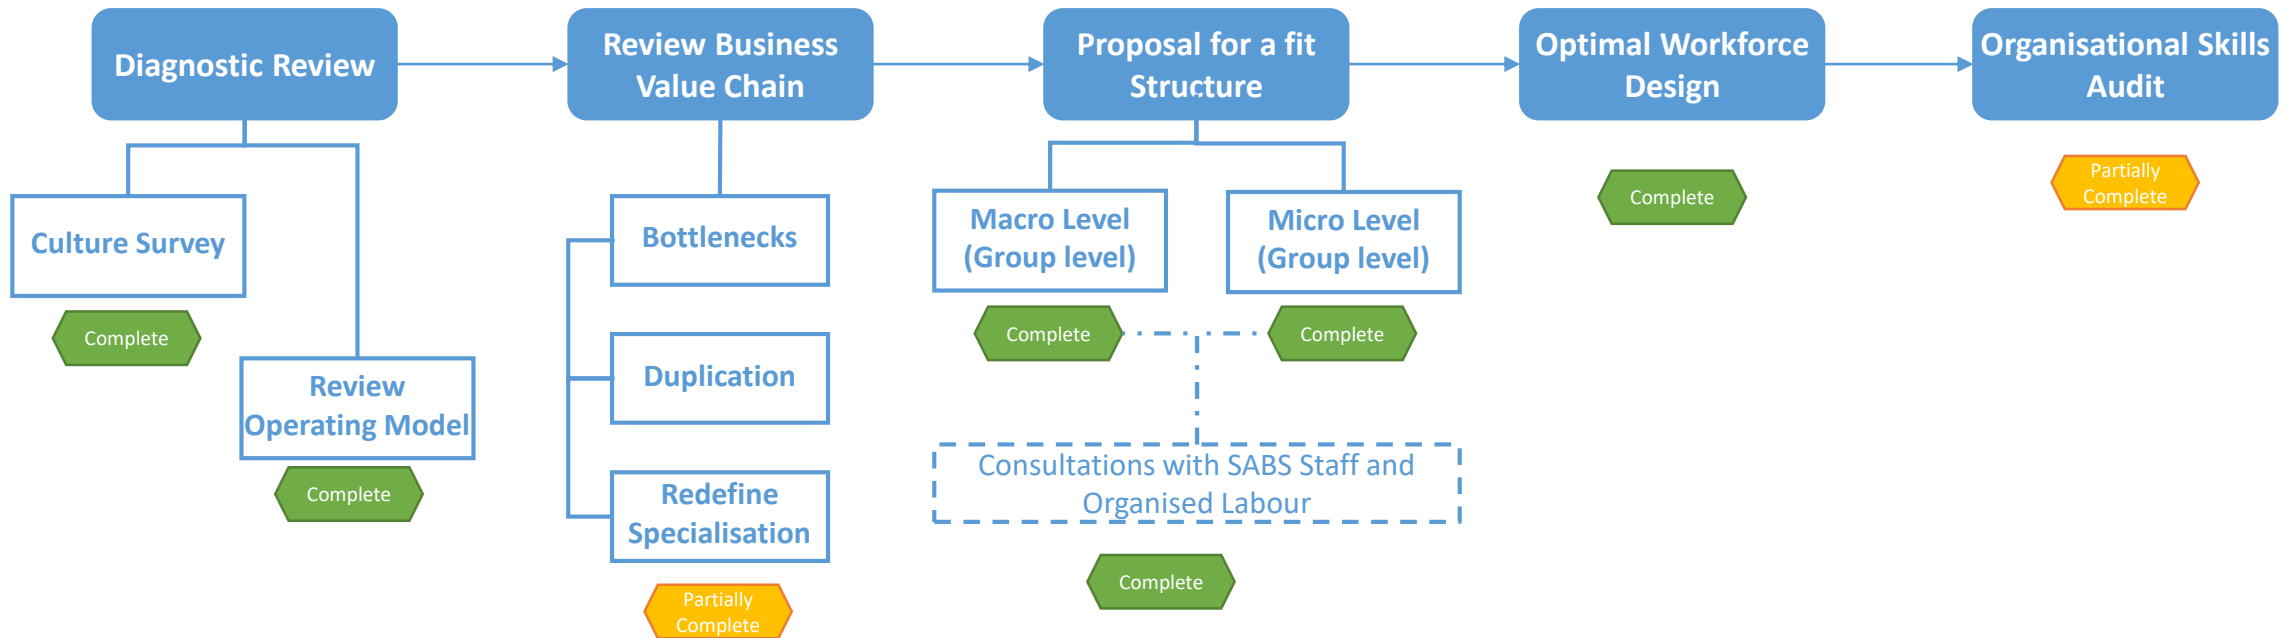 Diagnostic Review
Review Business
Value Chain
Proposal for a fit
Structure
Optimal Workforce
Design
Organisational Skills
Audit
Culture Survey
Complete
Review
Operating Model
Complete
Bottlenecks
Duplication
Redefine
Specialisation
Partially
Complete
Macro Level
(Group level)
Complete
Micro Level
(Group level)
Complete
Consultations with SABS Staff and
Organised Labour
Complete
Complete
Partially
Complete